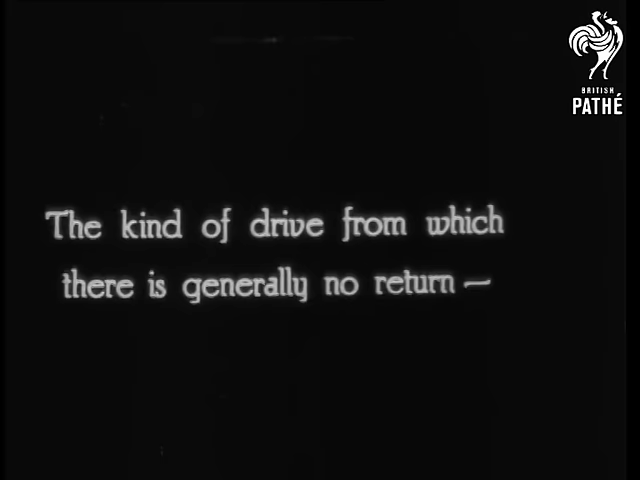 BRITISH
PATHÉ
The kind of drive from which
there is generally no return —